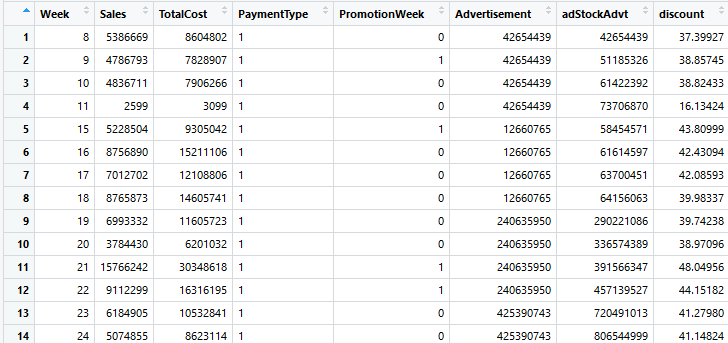 Week Sales TotalCost PaymentType PromotionWeek Advertisement adStockAdvt discount
1 8 5386669 8604802 1 0 42654439 42654439 37.39927
2 9 4786793 7828907 1 1 42654439 51185326 38.85745
3 10 4836711 7906266 1 0 42654439 61422392 38.82433
4 11 2599 3099 1 0 42654439 73706870 16.13424
5 15 5228504 9305042 1 1 12660765 58454571 43.80999
6 16 8756890 15211106 1 0 12660765 61614597 42.43094
7 17 7012702 12108806 1 0 12660765 63700451 42.08593
8 18 8765873 14605741 1 0 12660765 64156063 39.98337
9 19 6993332 11605723 1 0 240635950 290221086 39.74238
10 20 3784430 6201032 1 0 240635950 336574389 38.97096
11 21 15766242 30348618 1 1 240635950 391566347 48.04956
12 22 9112299 16316195 1 1 240635950 457139527 44.15182
13 23 6184905 10532841 1 0 425390743 720491013 41.27980
14 24 5074855 8623114 1 0 425390743 806544999 41.14824